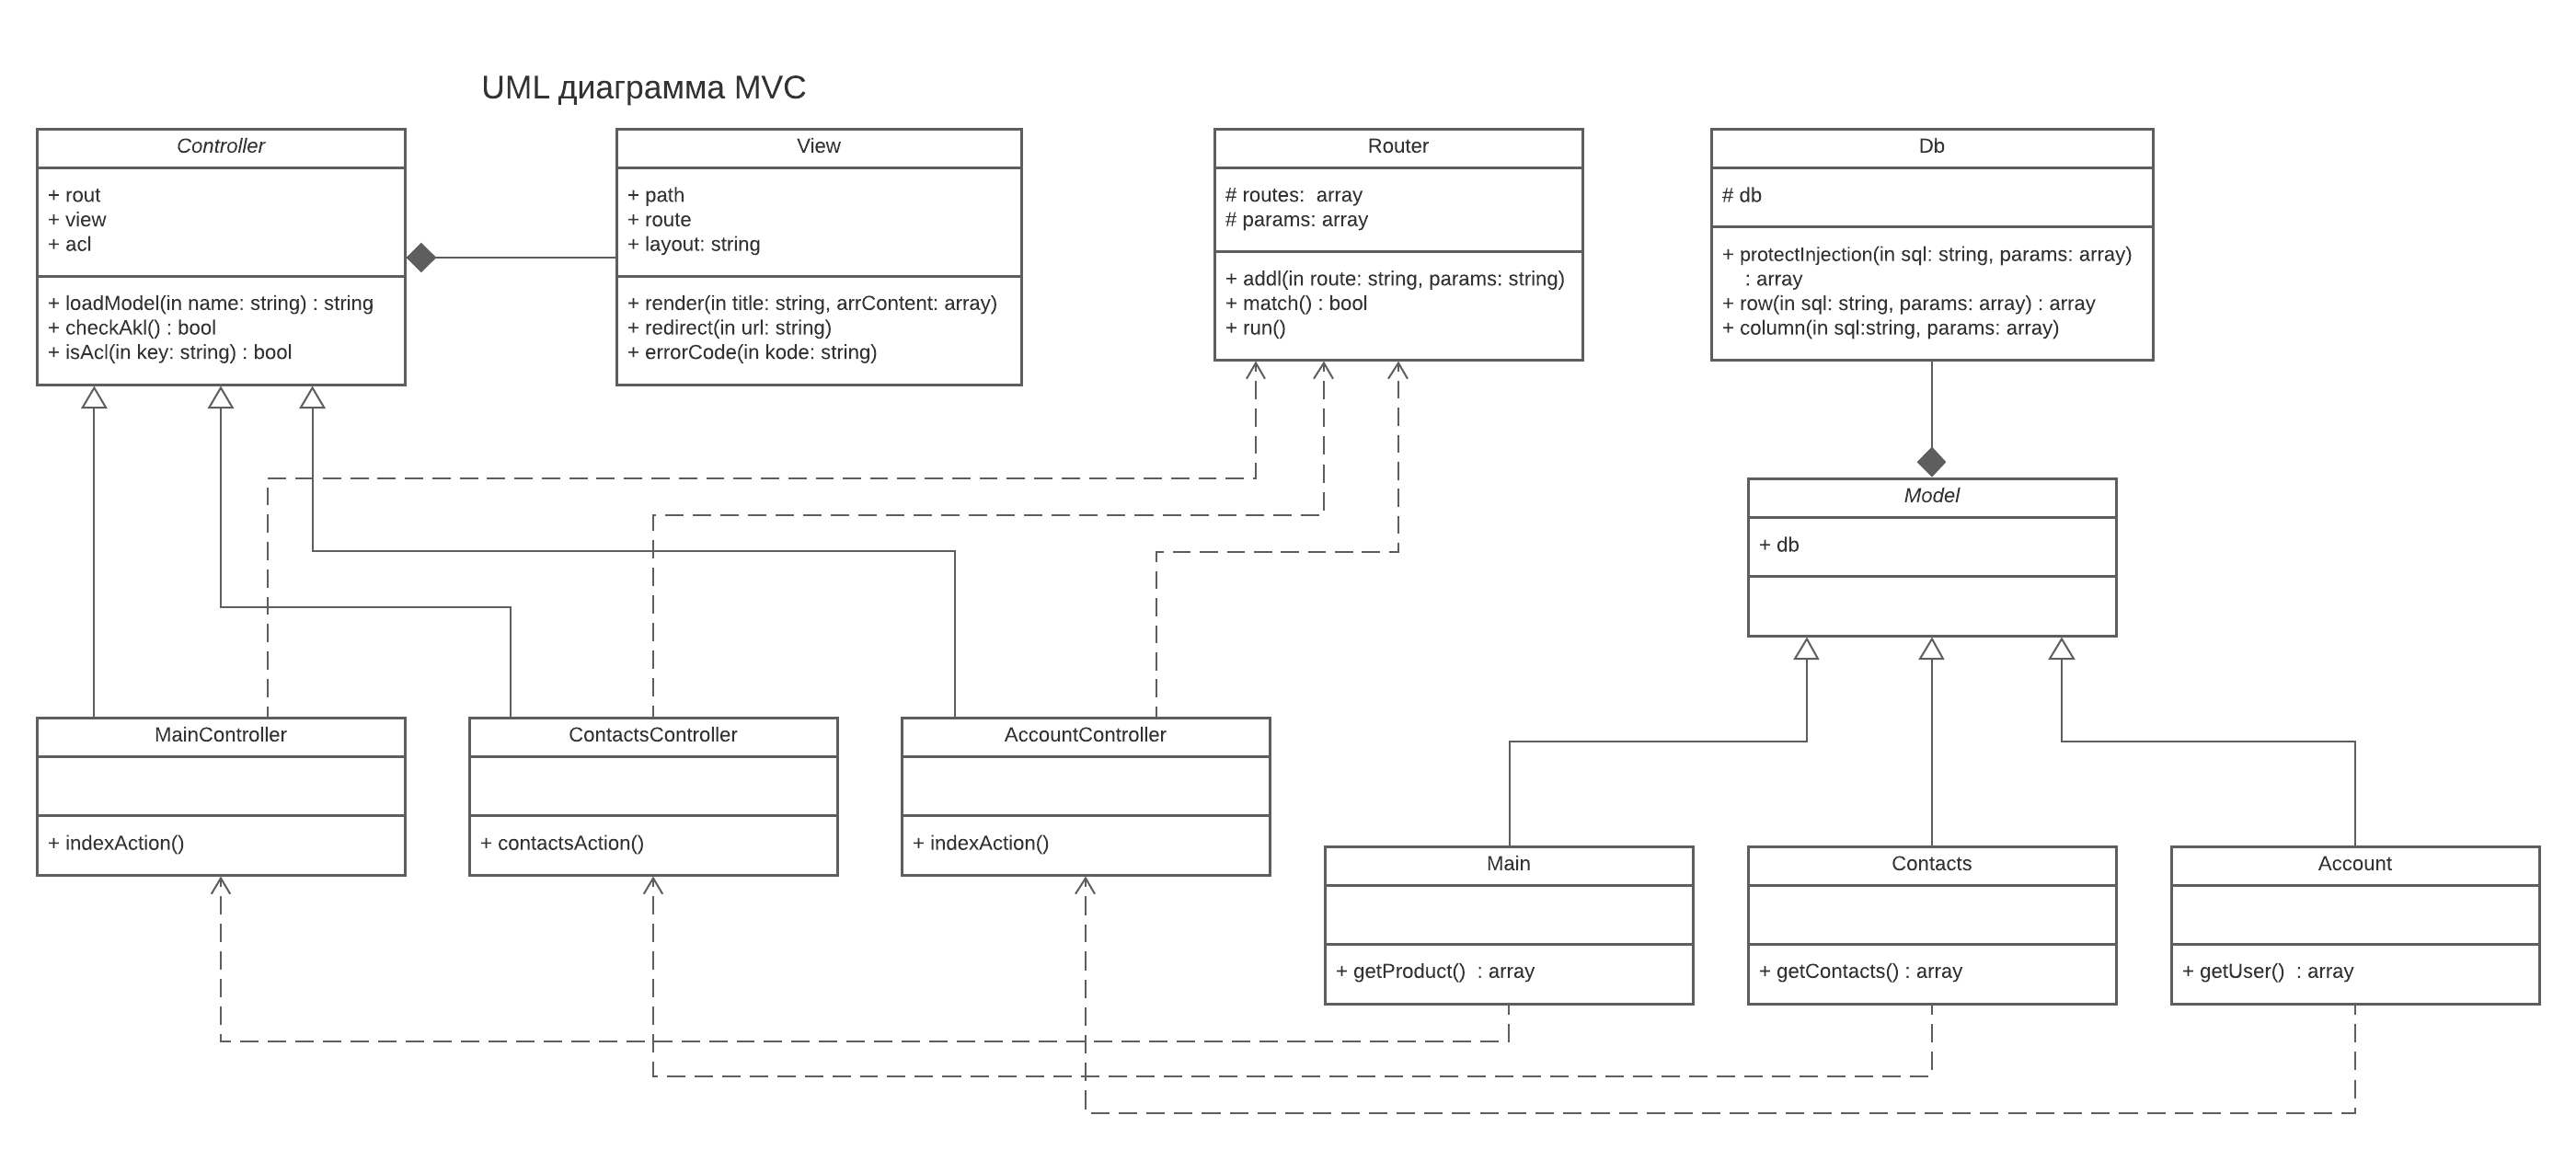 UML диаграмма MVC
Controller
+ rout
+ view
+ acl
+ loadModel(in name: string) : string
+ checkAkl() : bool
+ isAcl(in key: string) : bool
View
+ path
+ route
+ layout: string
+ render(in title: string, arrContent: array)
+ redirect(in url: string)
+ errorCode(in kode: string)
Router
# routes:  array
# params: array
+ addl(in route: string, params: string)
+ match() : bool
+ run()
Db
# db
+ protectInjection(in sql: string, params: array)
: array
+ row(in sql: string, params: array) : array
+ column(in sql:string, params: array)
Model
+ db
MainController
+ indexAction()
ContactsController
+ contactsAction()
AccountController
+ indexAction()
Main
+ getProduct()  : array
Contacts
+ getContacts() : array
Account
+ getUser()  : array